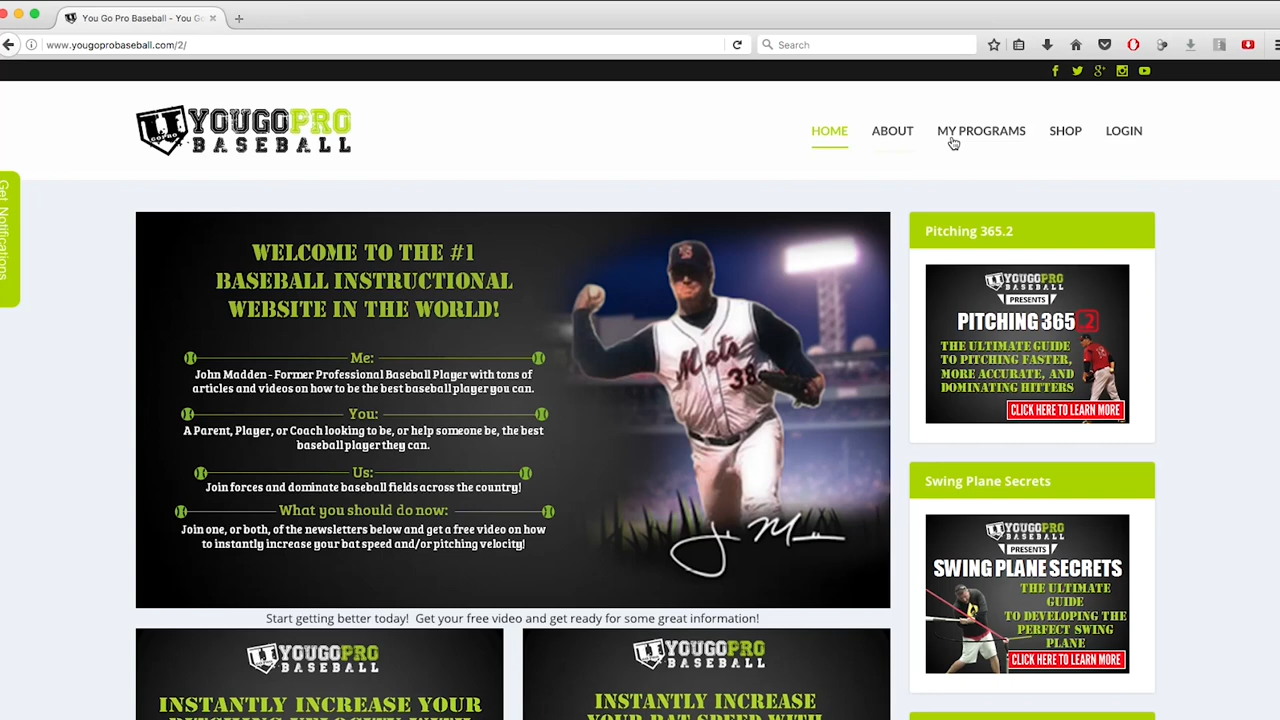 You Go Pro Baseball - You Go
www.yougoprobaseball.com/2/
Search
YOUGOPRO
BASEBALL
HOME
ABOUT
MY PROGRAMS
SHOP
LOGIN
Get Notifications
WELCOME TO THE #1
BASEBALL INSTRUCTIONAL
WEBSITE IN THE WORLD!
Me:
John Madden - Former Professional Baseball Player with tons of
articles and videos on how to be the best baseball player you can.
You:
A Parent, Player, or Coach looking to be, or help someone be, the best
baseball player they can.
Us:
Join forces and dominate baseball fields across the country!
What you should do now:
Join one, or both, of the newsletters below and get a free video on how
to instantly increase your bat speed and/or pitching velocity!
Mets
38
Pitching 365.2
YOUGOPRO
BASEBALL
PRESENTS
PITCHING 365.2
THE ULTIMATE GUIDE
TO PITCHING FASTER,
MORE ACCURATE, AND
DOMINATING HITTERS
CLICK HERE TO LEARN MORE
Swing Plane Secrets
YOUGOPRO
BASEBALL
PRESENTS
SWING PLANE SECRETS
THE ULTIMATE
GUIDE
TO DEVELOPING THE
PERFECT SWING
PLANE
CLICK HERE TO LEARN MORE
Start getting better today! Get your free video and get ready for some great information!
YOUGOPRO
BASEBALL
INSTANTLY INCREASE YOUR
PITCHING VELOCITY WITH
YOUGOPRO
BASEBALL
INSTANTLY INCREASE
YOUR BAT SPEED WITH